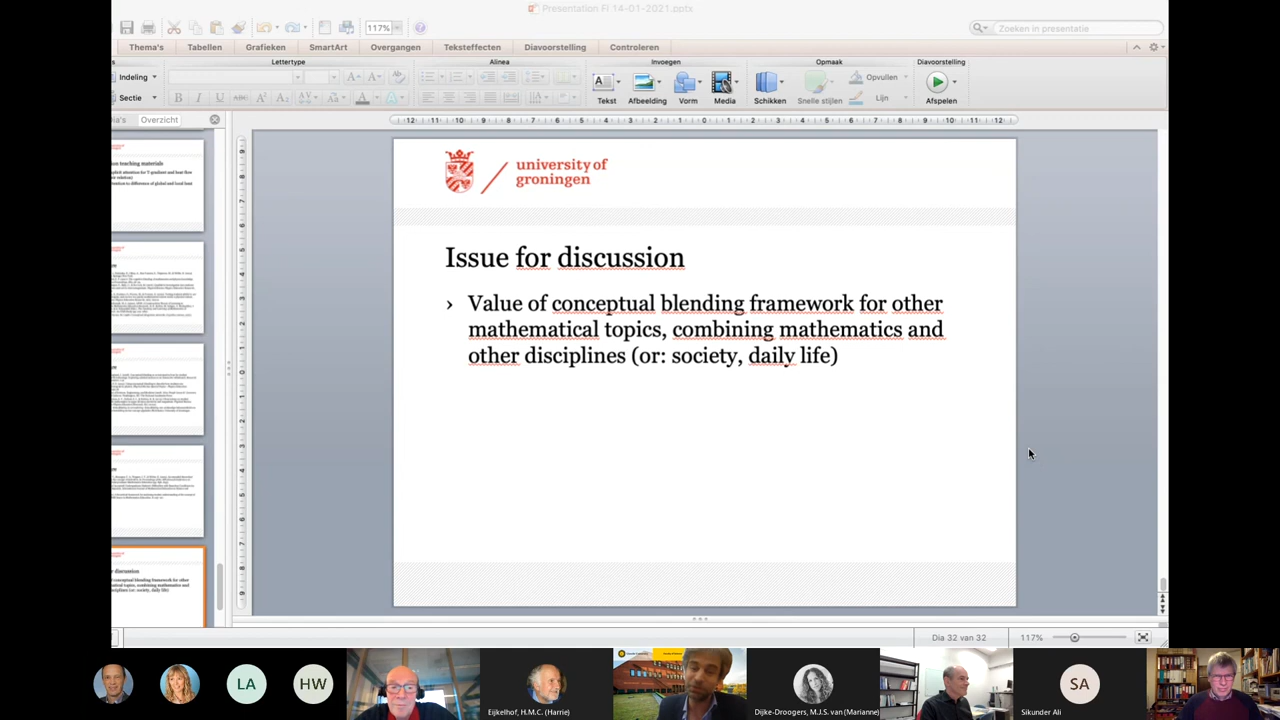 Presentation FI 14-01-2021.pptx
117%
Zoeken in presentatie
Thema's Tabellen Grafieken SmartArt Overgangen Teksteffecten Diavoorstelling Controleren
Lettertype Alinea Invoegen Opmaak Diavoorstelling
Indeling
Sectie
Tekst Afbeelding Vorm Media Schikken Snelle stijlen Opvullen Lijn Afspelen
Overzicht
university of
groningen
Issue for discussion
› Value of conceptual blending framework for other
mathematical topics, combining mathematics and
other disciplines (or: society, daily life)
Dia 32 van 32 117%
LA
HW
SA
Eijkelhof, H.M.C. (Harrie)
Dijke-Droogers, M.J.S. van (Marianne)
Sikunder Ali